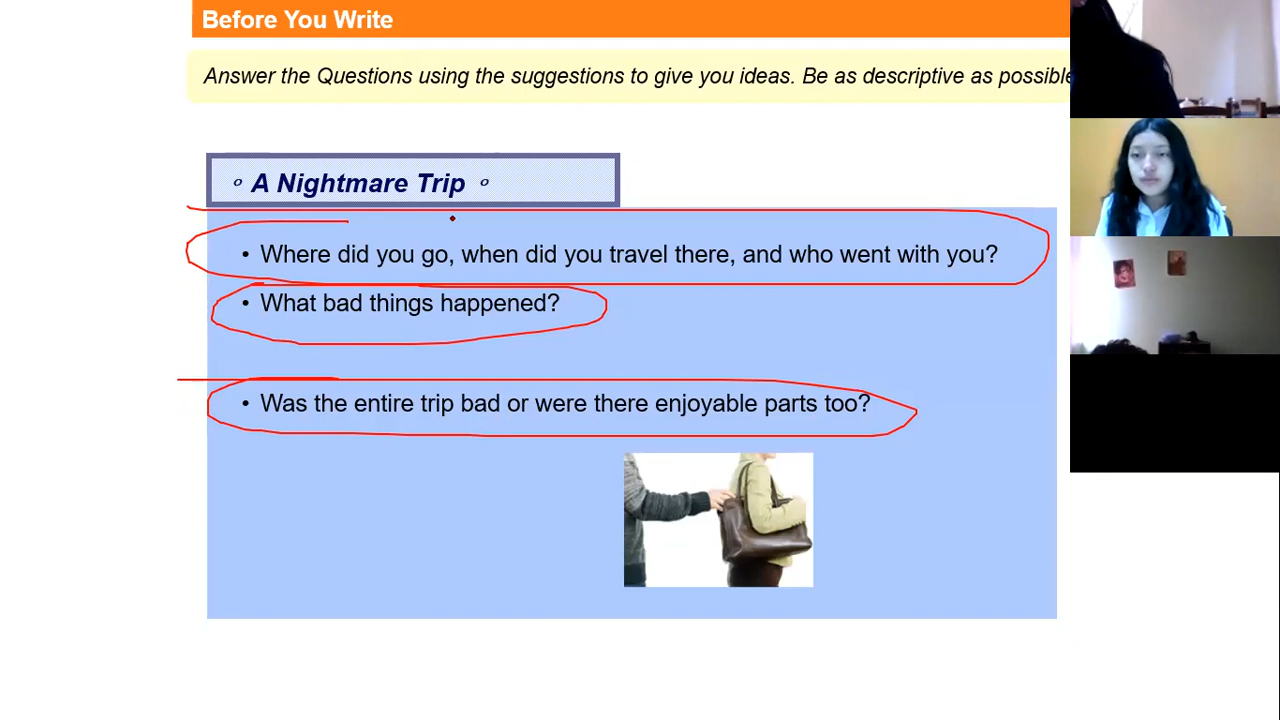 Before You Write
Answer the Questions using the suggestions to give you ideas. Be as descriptive as possible
A Nightmare Trip
• Where did you go, when did you travel there, and who went with you?
• What bad things happened?
• Was the entire trip bad or were there enjoyable parts too?